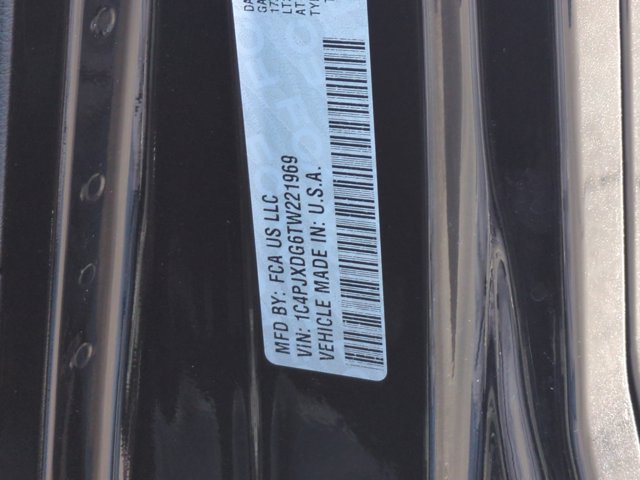 MFD BY: FCA US LLC
VIN: 1C4PJXDG6TW221969
VEHICLE MADE IN: U.S.A.